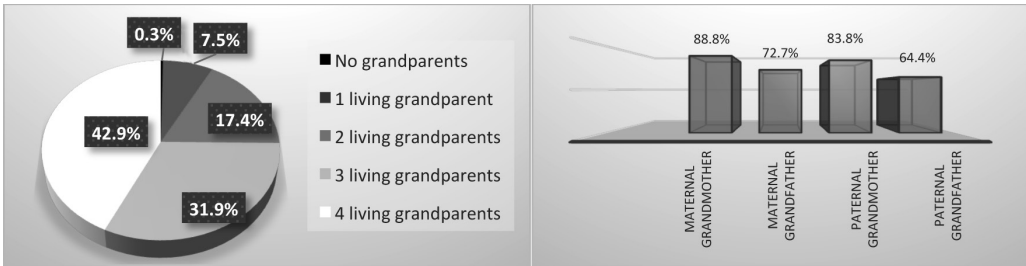 0.3%
7.5%
17.4%
31.9%
42.9%
No grandparents
1 living grandparent
2 living grandparents
3 living grandparents
4 living grandparents
88.8%
72.7%
83.8%
64.4%
MATERNAL
GRANDMOTHER
MATERNAL
GRANDFATHER
PATERNAL
GRANDMOTHER
PATERNAL
GRANDFATHER